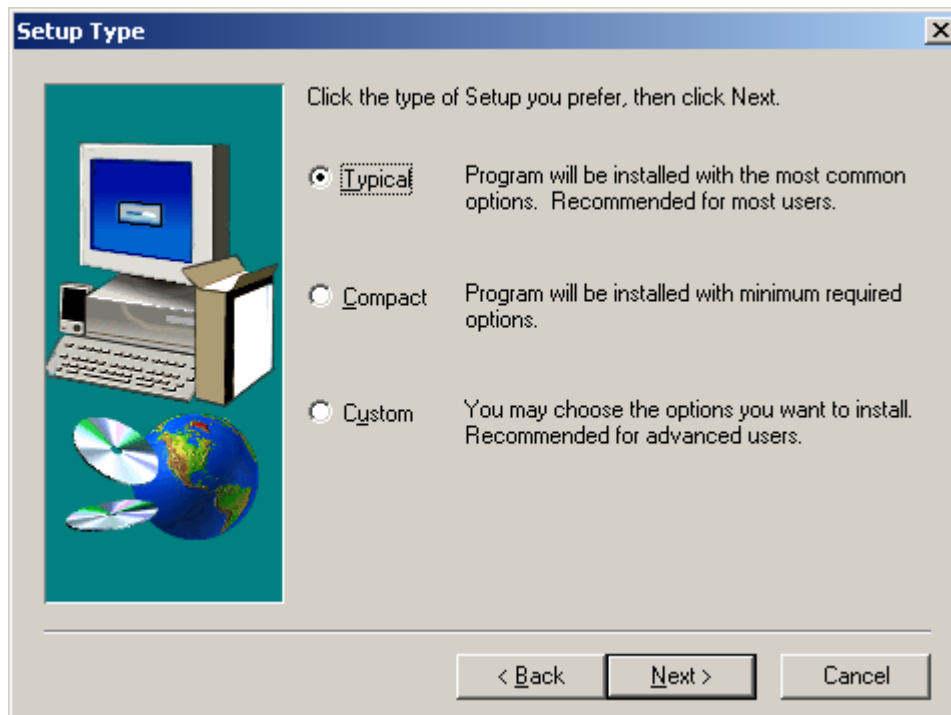 Setup Type
Click the type of Setup you prefer, then click Next.
Typical
Program will be installed with the most common
options.  Recommended for most users.
Compact
Program will be installed with minimum required
options.
Custom
You may choose the options you want to install.
Recommended for advanced users.
< Back
Next >
Cancel